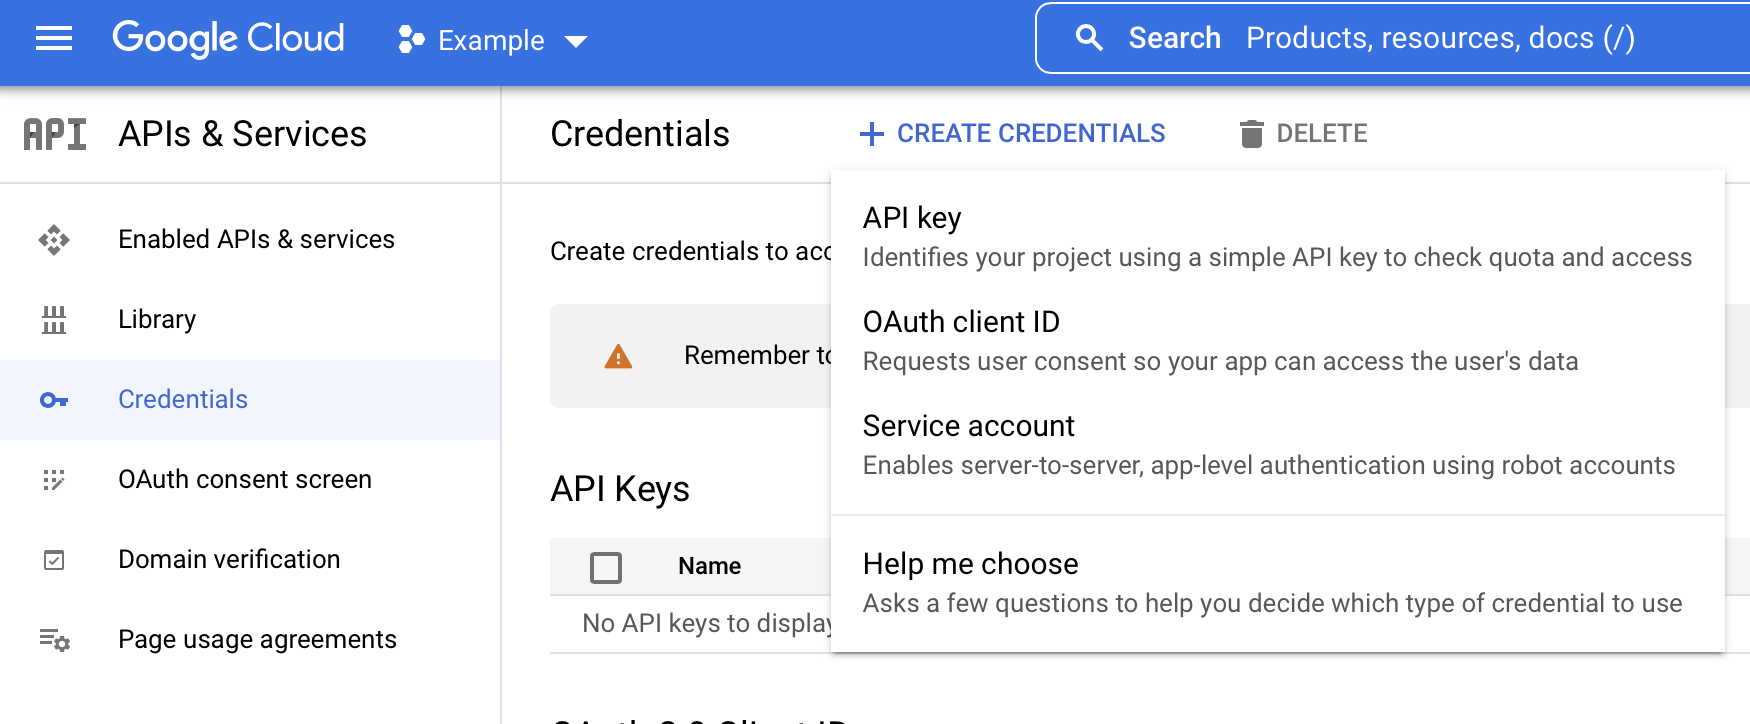 Google Cloud
Example
Search Products, resources, docs (/)
API APIs & Services
Credentials
CREATE CREDENTIALS
DELETE
Enabled APIs & services
Library
Credentials
OAuth consent screen
Domain verification
Page usage agreements
Create credentials to
Remember
API Keys
Name
No API keys to display
API key
Identifies your project using a simple API key to check quota and access
OAuth client ID
Requests user consent so your app can access the user's data
Service account
Enables server-to-server, app-level authentication using robot accounts
Help me choose
Asks a few questions to help you decide which type of credential to use